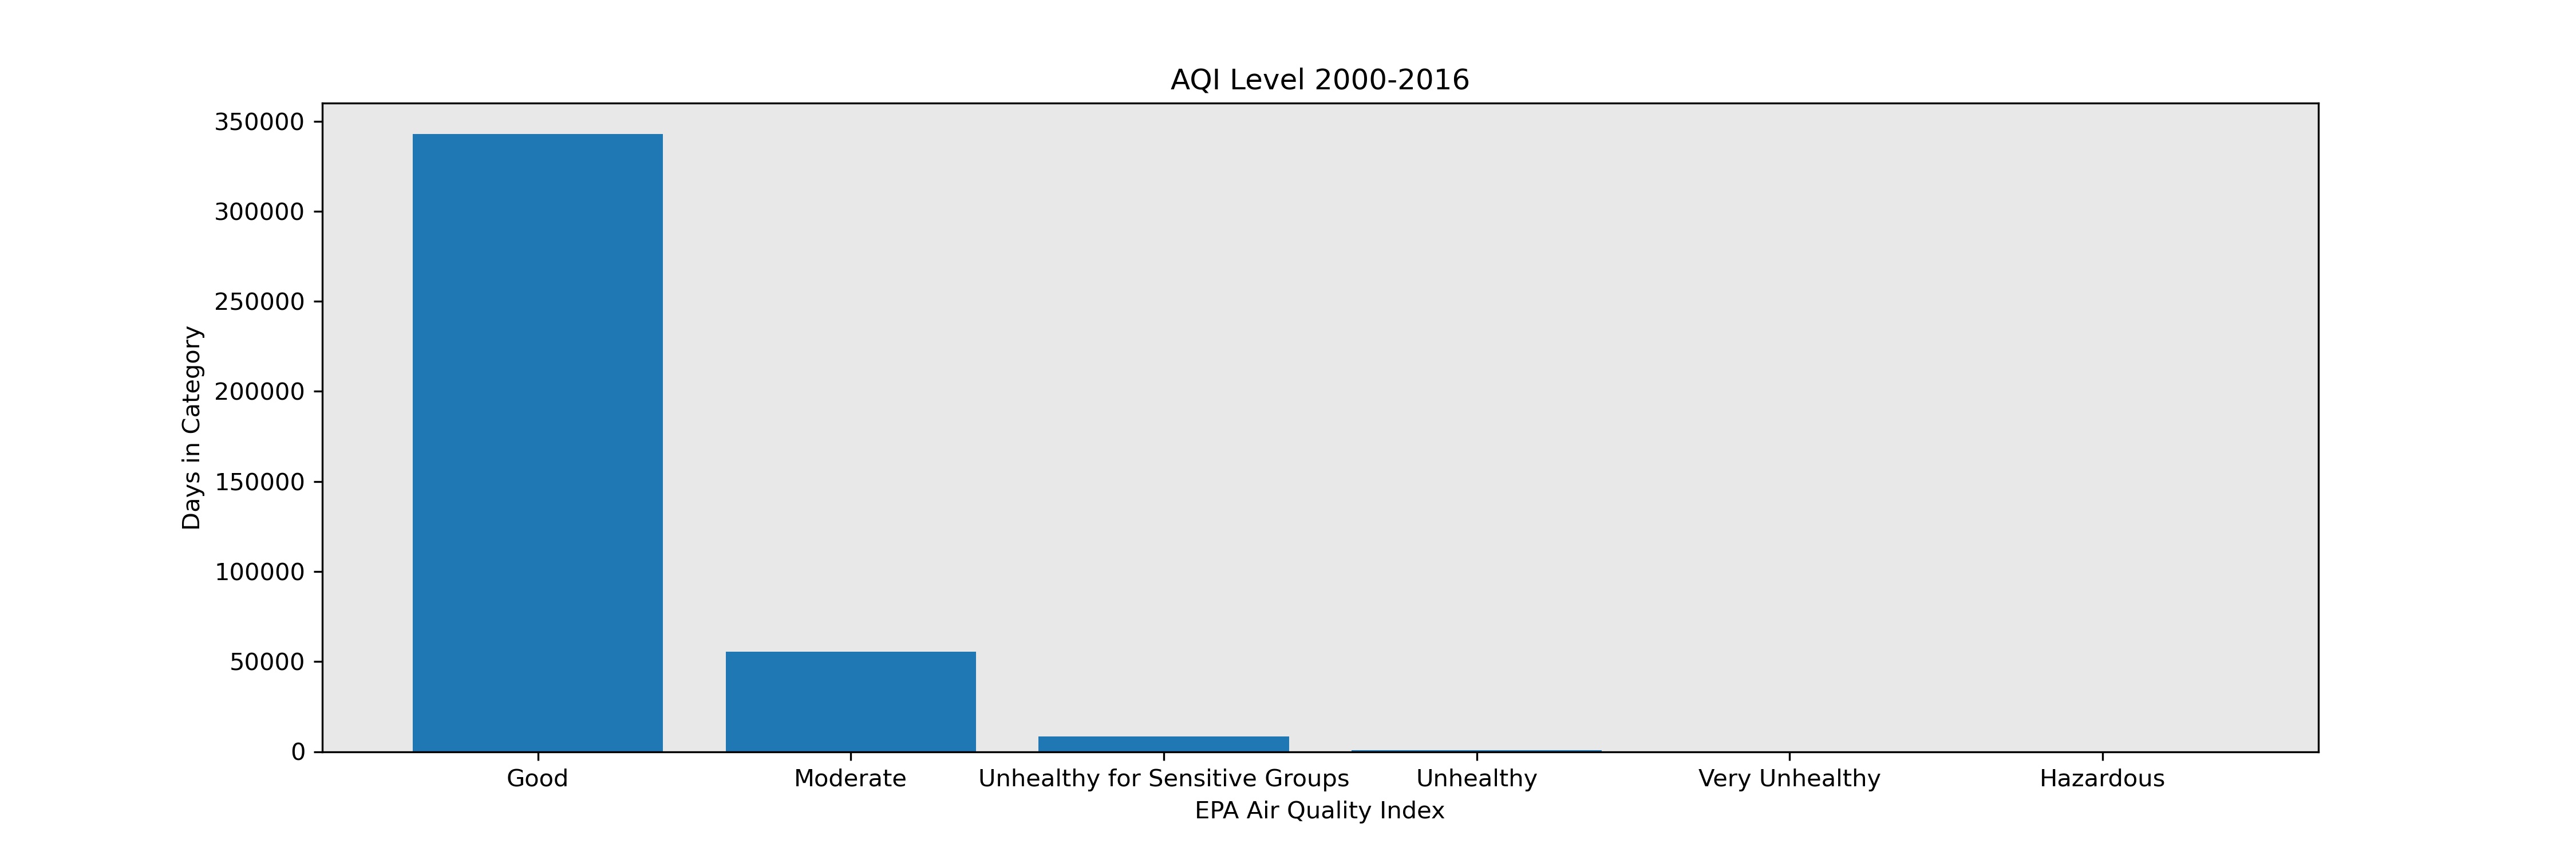 AQI Level 2000-2016
350000
300000
250000
200000
150000
100000
50000
0
Days in Category
Good
Moderate
Unhealthy for Sensitive Groups
Unhealthy
Very Unhealthy
Hazardous
EPA Air Quality Index